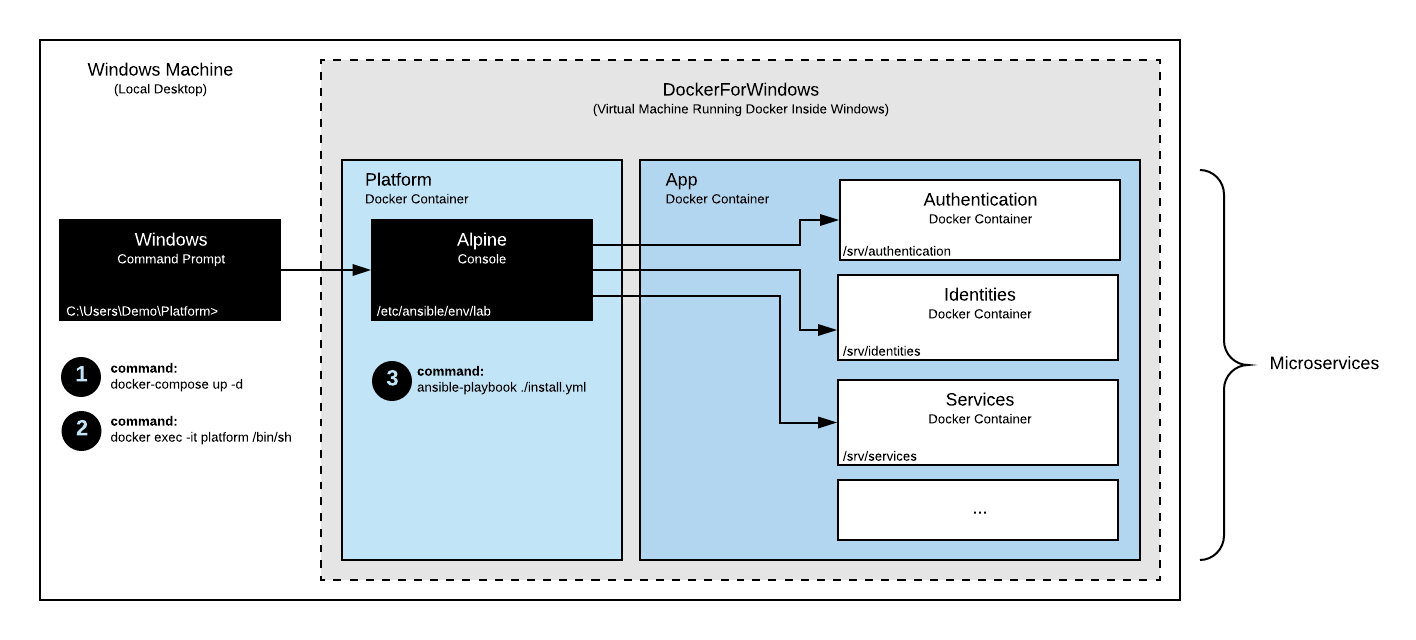 Windows Machine
(Local Desktop)
DockerForWindows
(Virtual Machine Running Docker Inside Windows)
Windows
Command Prompt
C:\Users\Demo\Platform>
1
command:
docker-compose up -d
2
command:
docker exec -it platform /bin/sh
Platform
Docker Container
Alpine
Console
/etc/ansible/env/lab
3
command:
ansible-playbook ./install.yml
App
Docker Container
Authentication
Docker Container
/srv/authentication
Identities
Docker Container
/srv/identities
Services
Docker Container
/srv/services
...
Microservices